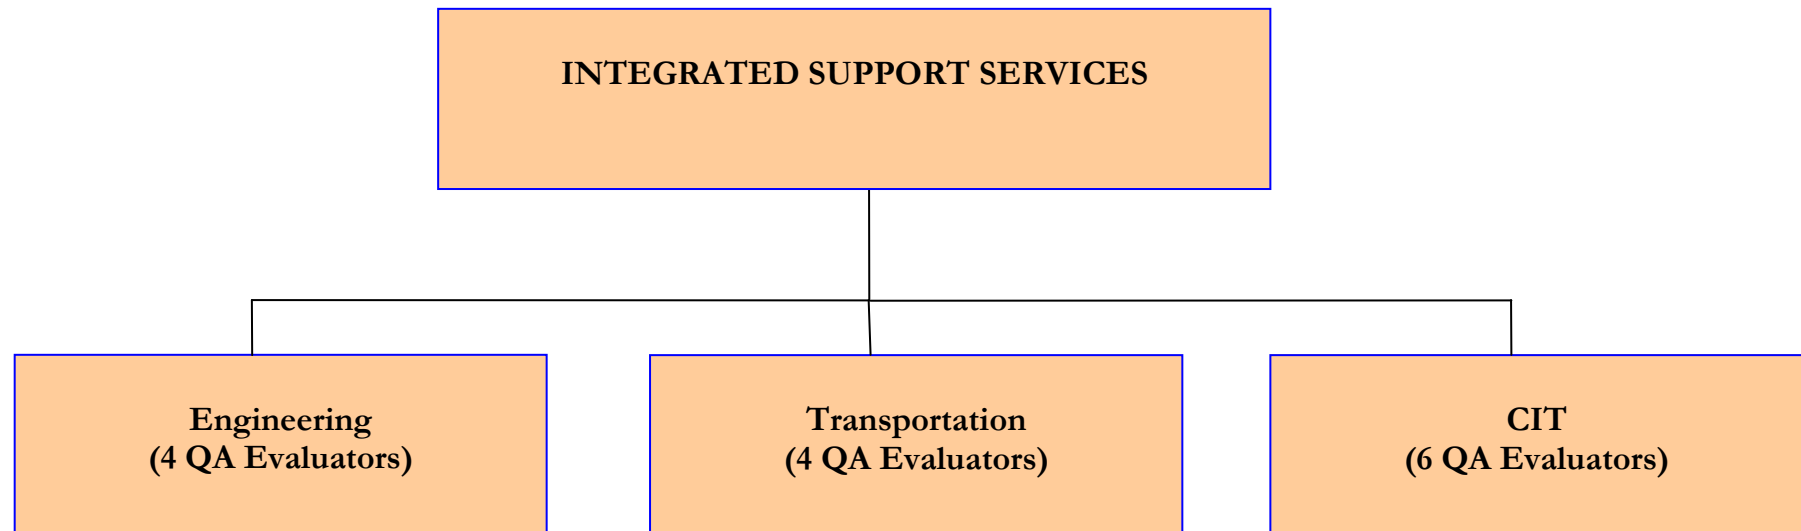 INTEGRATED SUPPORT SERVICES
Engineering
(4 QA Evaluators)
Transportation
(4 QA Evaluators)
CIT
(6 QA Evaluators)